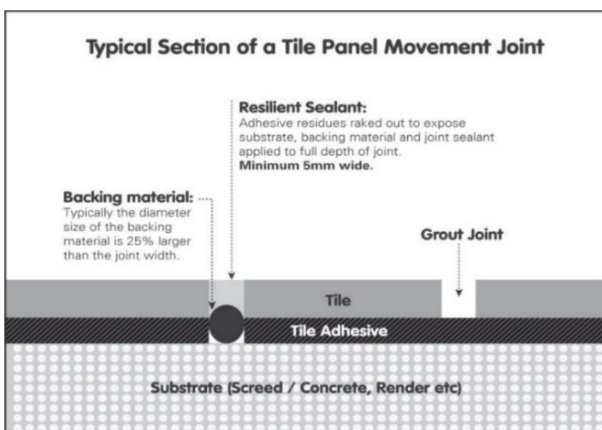 Typical Section of a Tile Panel Movement Joint
Resilient Sealant:
Adhesive residues raked out to expose
substrate, backing material and joint sealant
applied to full depth of joint.
Minimum 5mm wide.
Backing material:
Typically the diameter
size of the backing
material is 25% larger
than the joint width.
Grout Joint
Tile
Tile Adhesive
Substrate (Screed / Concrete, Render etc)